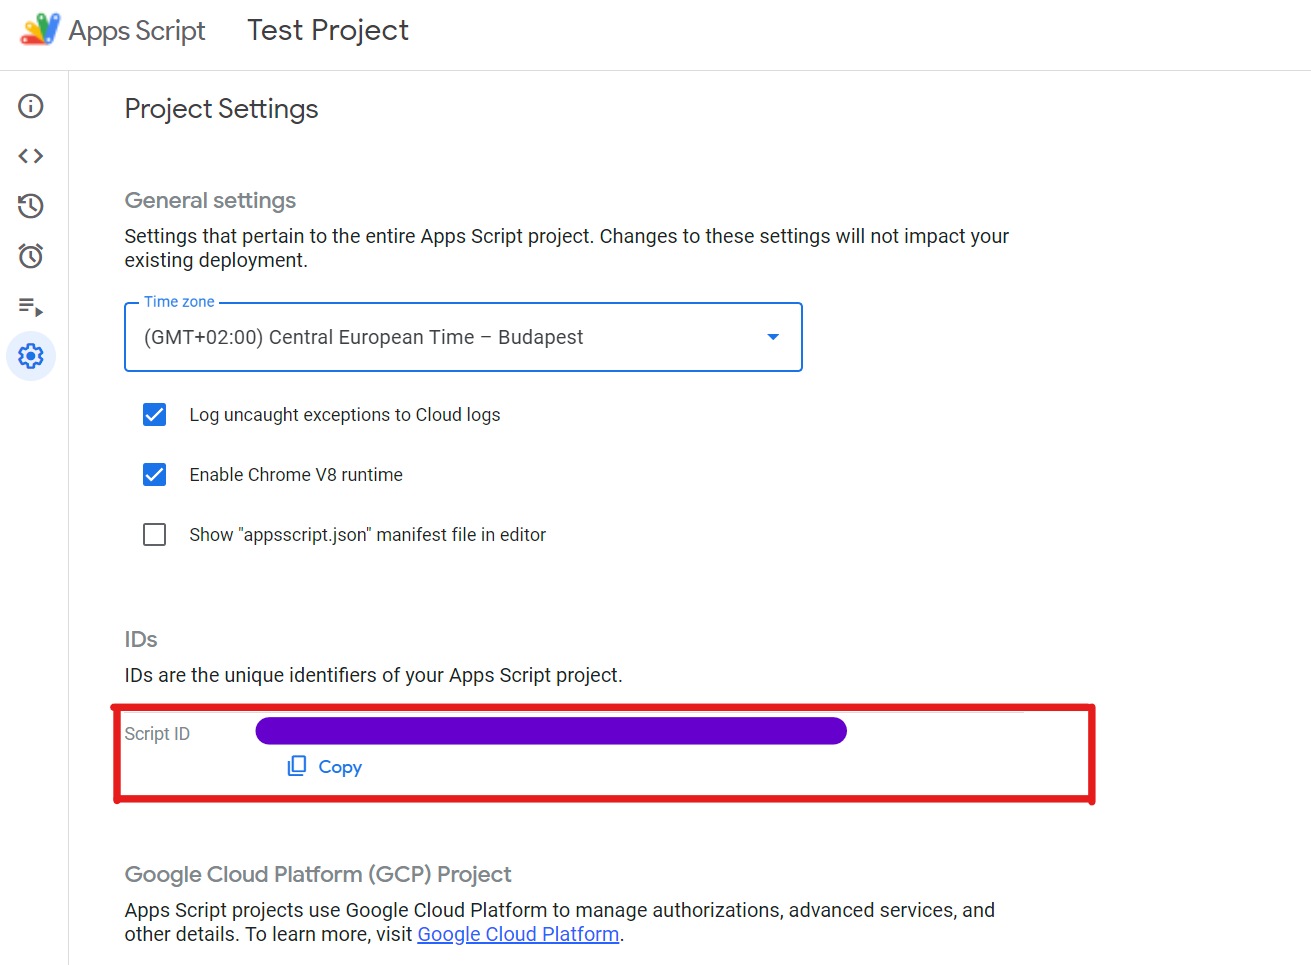 Apps Script Test Project
Project Settings
General settings
Settings that pertain to the entire Apps Script project. Changes to these settings will not impact your
existing deployment.
Time zone
(GMT+02:00) Central European Time – Budapest
Log uncaught exceptions to Cloud logs
Enable Chrome V8 runtime
Show "appsscript.json" manifest file in editor
IDs
IDs are the unique identifiers of your Apps Script project.
Script ID
Copy
Google Cloud Platform (GCP) Project
Apps Script projects use Google Cloud Platform to manage authorizations, advanced services, and
other details. To learn more, visit Google Cloud Platform.